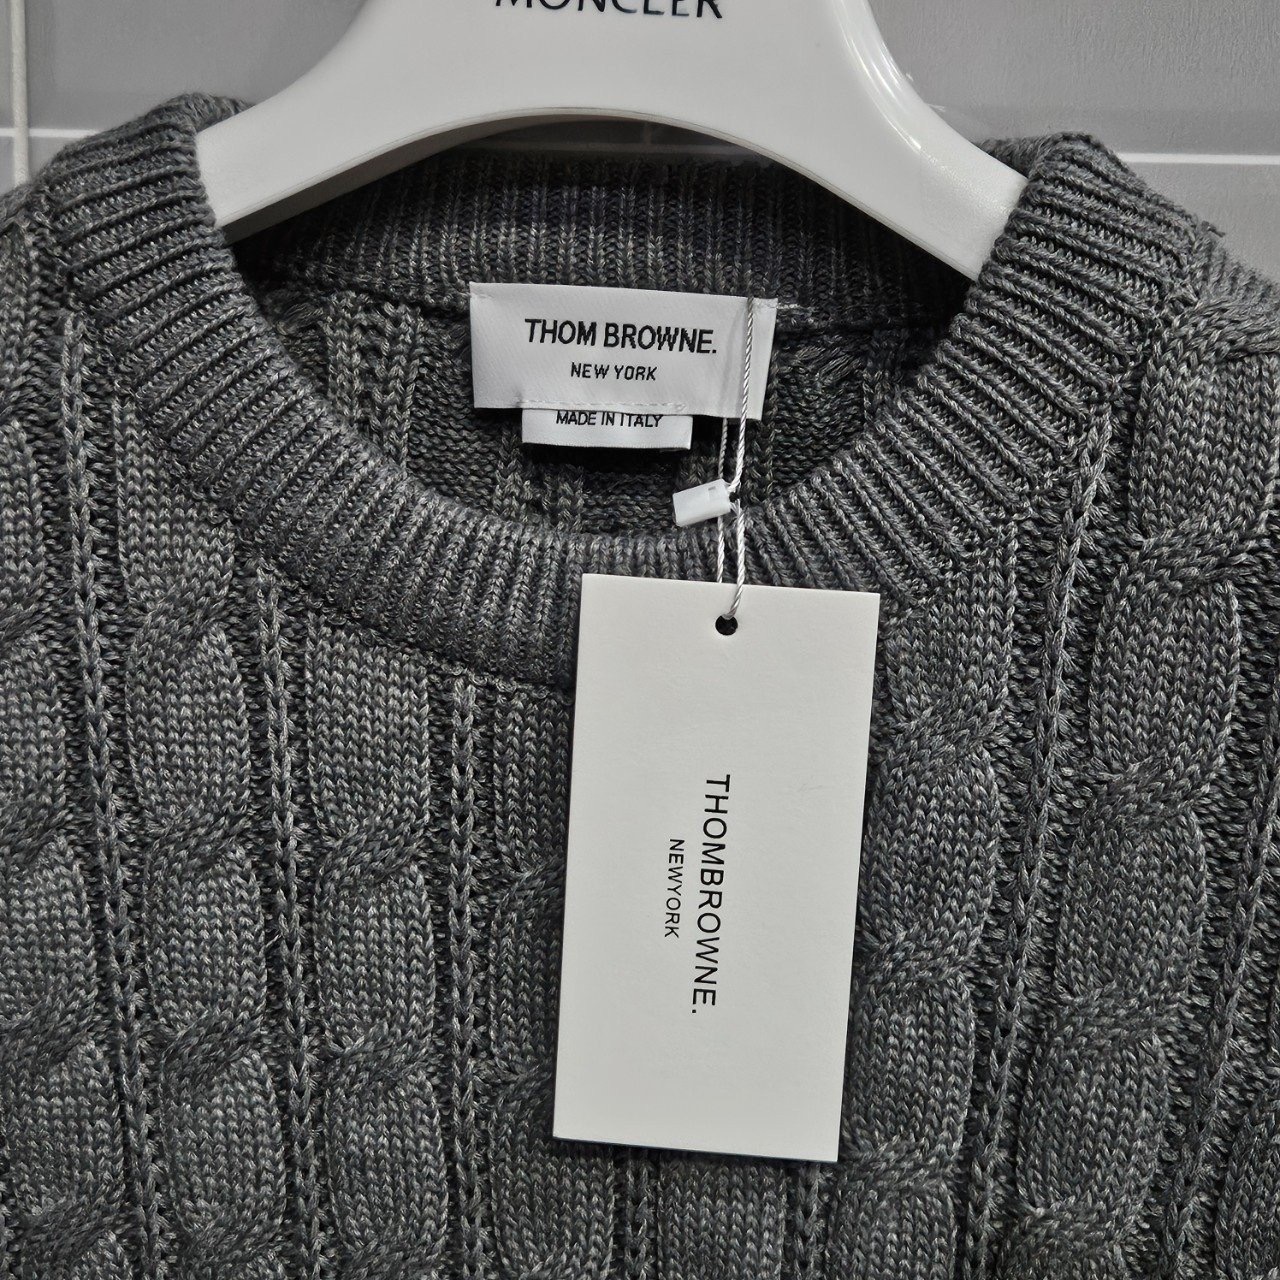 MONCLER
THOM BROWNE.
NEW YORK
MADE IN ITALY
THOMBROWNE.
NEWYORK